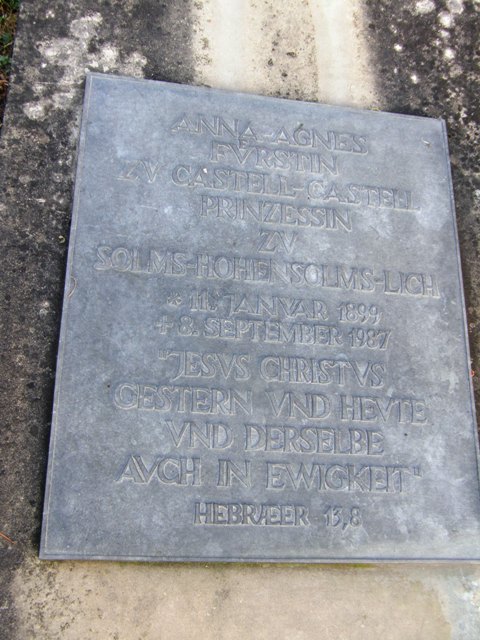 ANNA-AGNES
FVRSTIN
ZV CASTELL-CASTELL
PRINZESSIN
ZV
SOLMS-HOHENSOLMS-LICH
* 11. JANVAR 1899
+ 8. SEPTEMBER 1987
"JESVS CHRISTVS
GESTERN VND HEVTE
VND DERSELBE
AVCH IN EWIGKEIT"
HEBRÆER 13,8